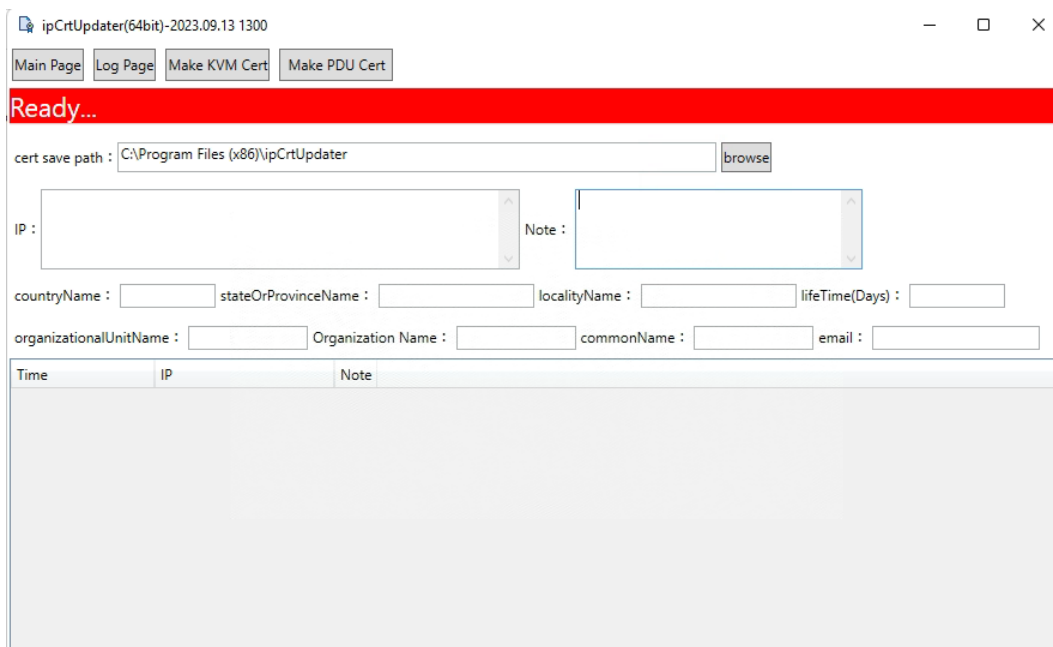 ipCrtUpdater(64bit)-2023.09.13 1300
Main Page Log Page Make KVM Cert Make PDU Cert
Ready...
cert save path : C:\Program Files (x86)\ipCrtUpdater browse
IP : Note :
countryName : stateOrProvinceName : localityName : lifeTime(Days) :
organizationalUnitName : Organization Name : commonName : email :
Time IP Note